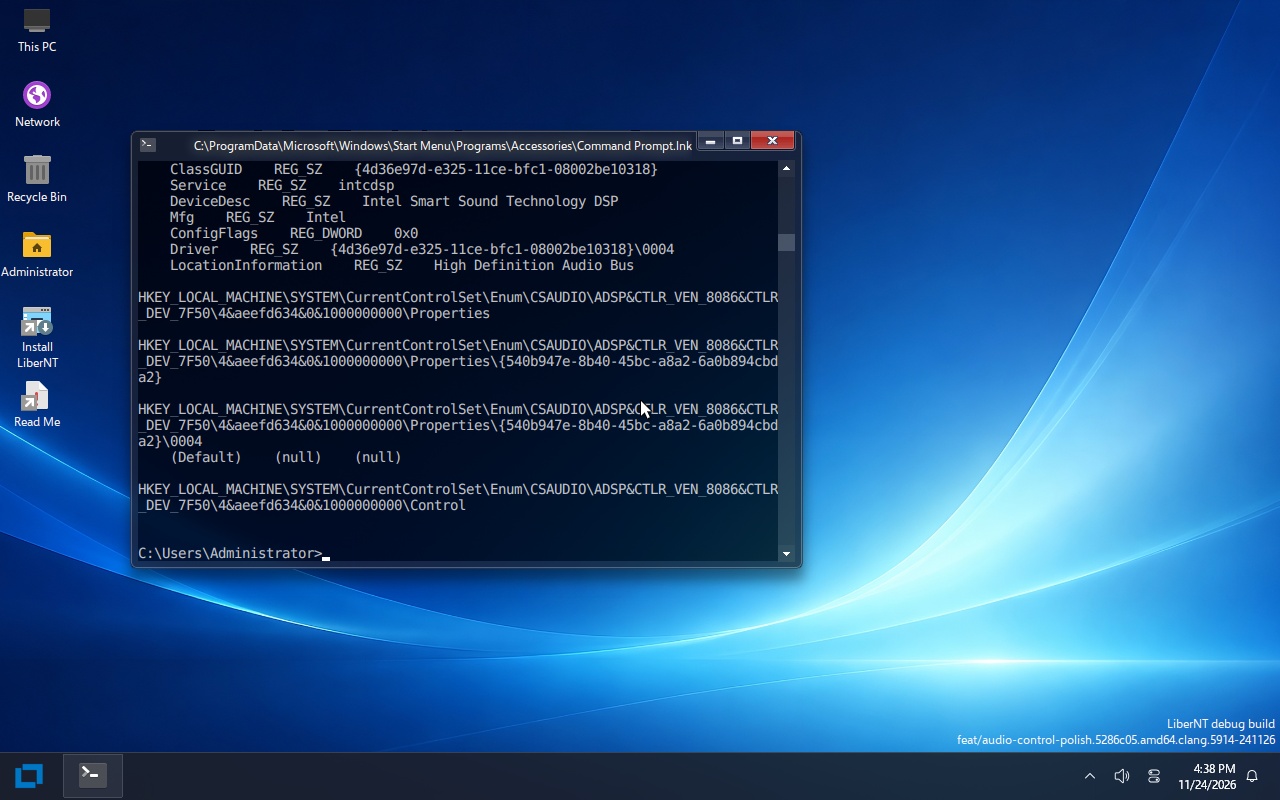 This PC
Network
Recycle Bin
Administrator
Install
LiberNT
Read Me
C:\ProgramData\Microsoft\Windows\Start Menu\Programs\Accessories\Command Prompt.lnk
ClassGUID    REG_SZ    {4d36e97d-e325-11ce-bfc1-08002be10318}
Service    REG_SZ    intcdsp
DeviceDesc    REG_SZ    Intel Smart Sound Technology DSP
Mfg    REG_SZ    Intel
ConfigFlags    REG_DWORD    0x0
Driver    REG_SZ    {4d36e97d-e325-11ce-bfc1-08002be10318}\0004
LocationInformation    REG_SZ    High Definition Audio Bus
HKEY_LOCAL_MACHINE\SYSTEM\CurrentControlSet\Enum\CSAUDIO\ADSP&CTLR_VEN_8086&CTLR
_DEV_7F50\4&aeefd634&0&1000000000\Properties
HKEY_LOCAL_MACHINE\SYSTEM\CurrentControlSet\Enum\CSAUDIO\ADSP&CTLR_VEN_8086&CTLR
_DEV_7F50\4&aeefd634&0&1000000000\Properties\{540b947e-8b40-45bc-a8a2-6a0b894cbd
a2}
HKEY_LOCAL_MACHINE\SYSTEM\CurrentControlSet\Enum\CSAUDIO\ADSP&CTLR_VEN_8086&CTLR
_DEV_7F50\4&aeefd634&0&1000000000\Properties\{540b947e-8b40-45bc-a8a2-6a0b894cbd
a2}\0004
(Default)    (null)    (null)
HKEY_LOCAL_MACHINE\SYSTEM\CurrentControlSet\Enum\CSAUDIO\ADSP&CTLR_VEN_8086&CTLR
_DEV_7F50\4&aeefd634&0&1000000000\Control
C:\Users\Administrator>
LiberNT debug build
feat/audio-control-polish.5286c05.amd64.clang.5914-241126
4:38 PM
11/24/2026